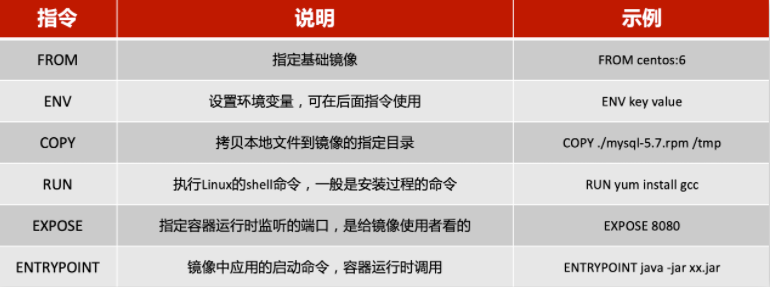 指令 说明 示例
FROM 指定基础镜像 FROM centos:6
ENV 设置环境变量，可在后面指令使用 ENV key value
COPY 拷贝本地文件到镜像的指定目录 COPY ./mysql-5.7.rpm /tmp
RUN 执行Linux的shell命令，一般是安装过程的命令 RUN yum install gcc
EXPOSE 指定容器运行时监听的端口，是给镜像使用者看的 EXPOSE 8080
ENTRYPOINT 镜像中应用的启动命令，容器运行时调用 ENTRYPOINT java -jar xx.jar